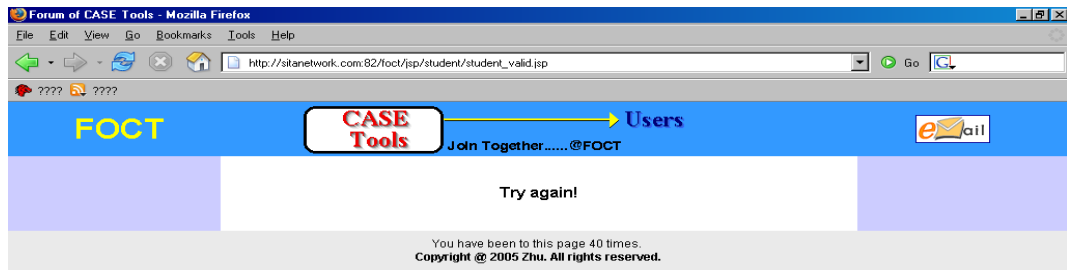 Forum of CASE Tools - Mozilla Firefox
File Edit View Go Bookmarks Tools Help
http://sitanetwork.com:82/foct/jsp/student/student_valid.jsp Go G
???? ????
FOCT CASE Tools Users Join Together......@FOCT eMail
Try again!
You have been to this page 40 times.
Copyright @ 2005 Zhu. All rights reserved.